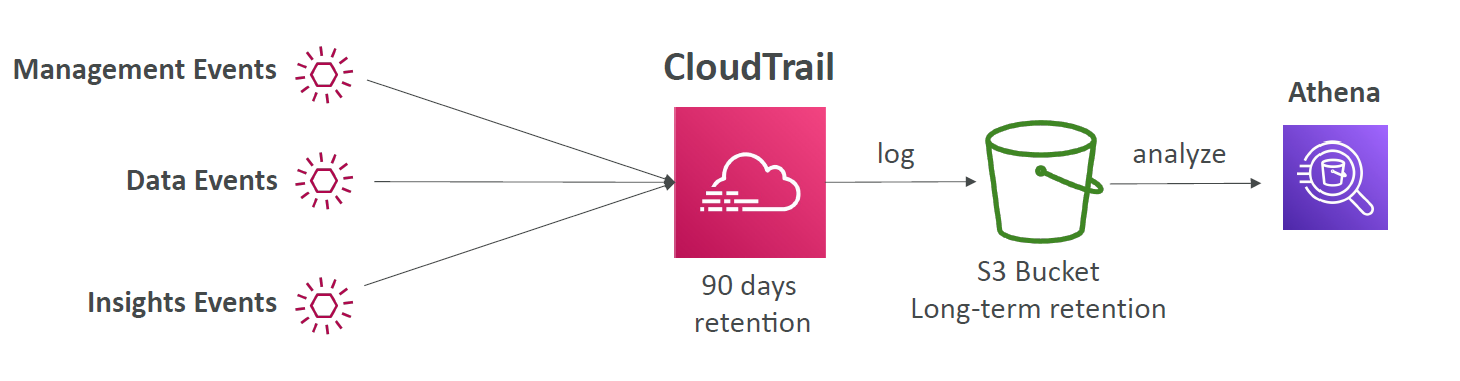 Management Events
Data Events
Insights Events
CloudTrail
90 days
retention
log
S3 Bucket
Long-term retention
analyze
Athena